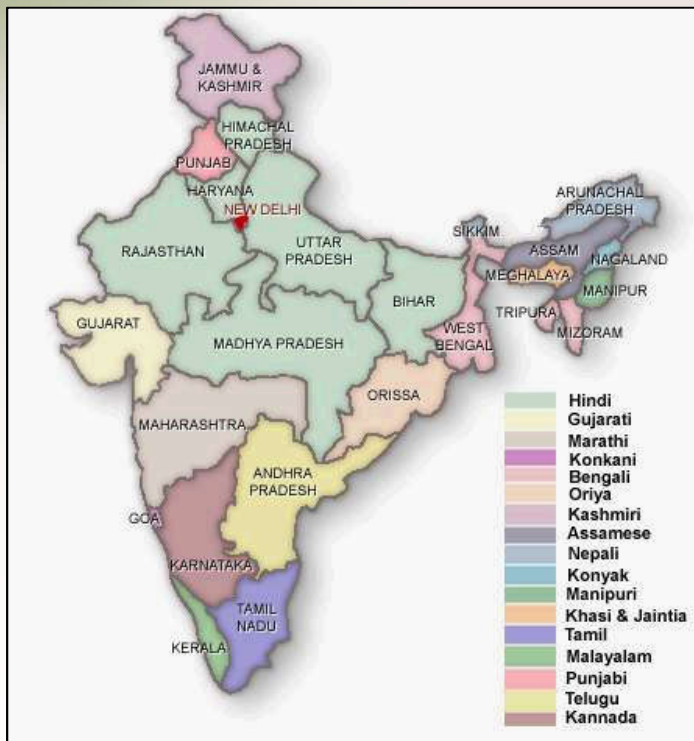 JAMMU &
KASHMIR
HIMACHAL
PRADESH
PUNJAB
HARYANA
NEW DELHI
RAJASTHAN
UTTAR
PRADESH
BIHAR
SIKKIM
ARUNACHAL
PRADESH
ASSAM
NAGALAND
MEGHALAYA
MANIPUR
TRIPURA
MIZORAM
WEST
BENGAL
GUJARAT
MADHYA PRADESH
ORISSA
MAHARASHTRA
ANDHRA
PRADESH
GOA
KARNATAKA
TAMIL
NADU
KERALA
Hindi
Gujarati
Marathi
Konkani
Bengali
Oriya
Kashmiri
Assamese
Nepali
Konyak
Manipuri
Khasi & Jaintia
Tamil
Malayalam
Punjabi
Telugu
Kannada